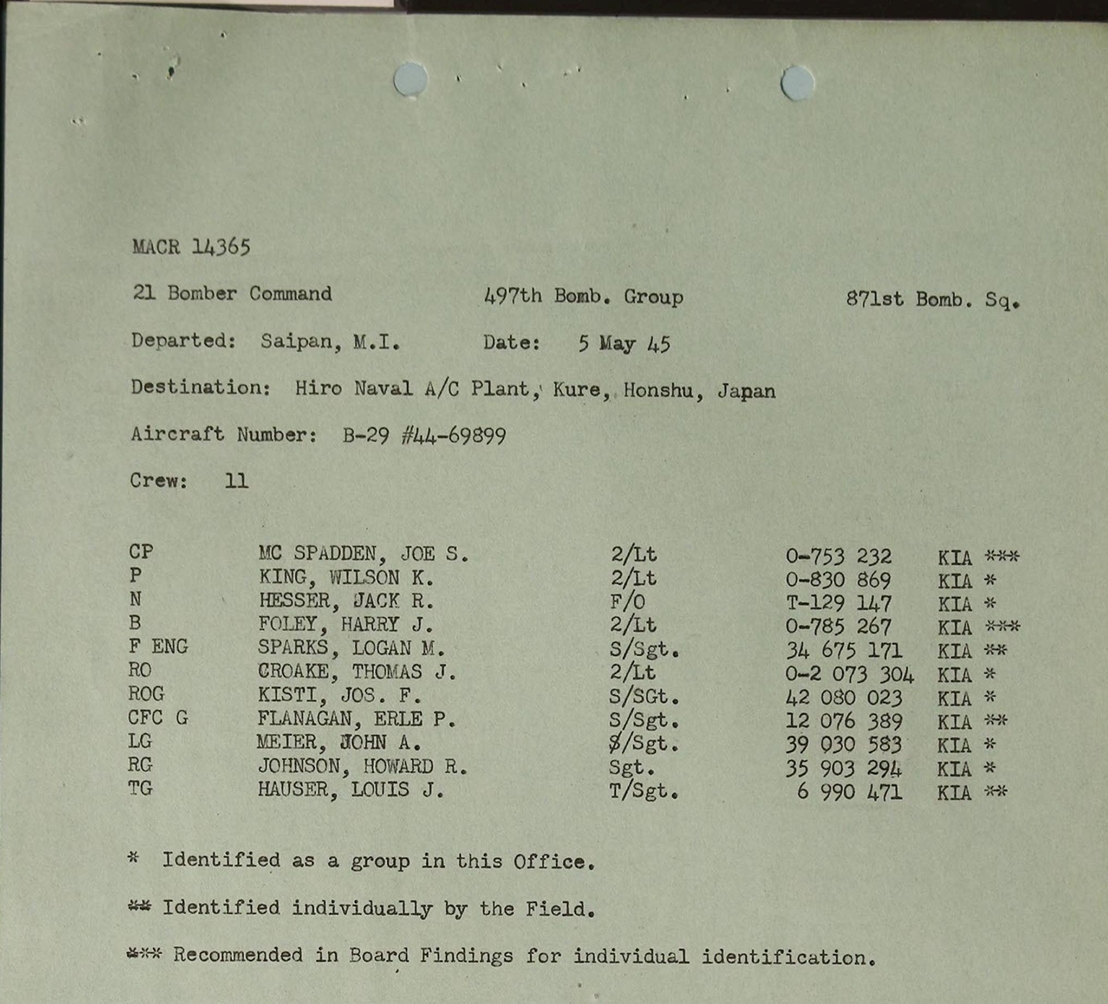 MACR 14365
21 Bomber Command 497th Bomb. Group 871st Bomb. Sq.
Departed: Saipan, M.I. Date: 5 May 45
Destination: Hiro Naval A/C Plant, Kure, Honshu, Japan
Aircraft Number: B-29 #44-69899
Crew: 11
CP MC SPADDEN, JOE S. 2/Lt O-753 232 KIA ***
P KING, WILSON K. 2/Lt O-830 869 KIA *
N HESSER, JACK R. F/O T-129 147 KIA *
B FOLEY, HARRY J. 2/Lt O-785 267 KIA ***
F ENG SPARKS, LOGAN M. S/Sgt. 34 675 171 KIA **
RO CROAKE, THOMAS J. 2/Lt O-2 073 304 KIA *
ROG KISTI, JOS. F. S/SGt. 42 080 023 KIA *
CFC G FLANAGAN, ERLE P. S/Sgt. 12 076 389 KIA **
LG MEIER, JOHN A. S/Sgt. 39 030 583 KIA *
RG JOHNSON, HOWARD R. Sgt. 35 903 294 KIA *
TG HAUSER, LOUIS J. T/Sgt. 6 990 471 KIA **
* Identified as a group in this Office.
** Identified individually by the Field.
*** Recommended in Board Findings for individual identification.